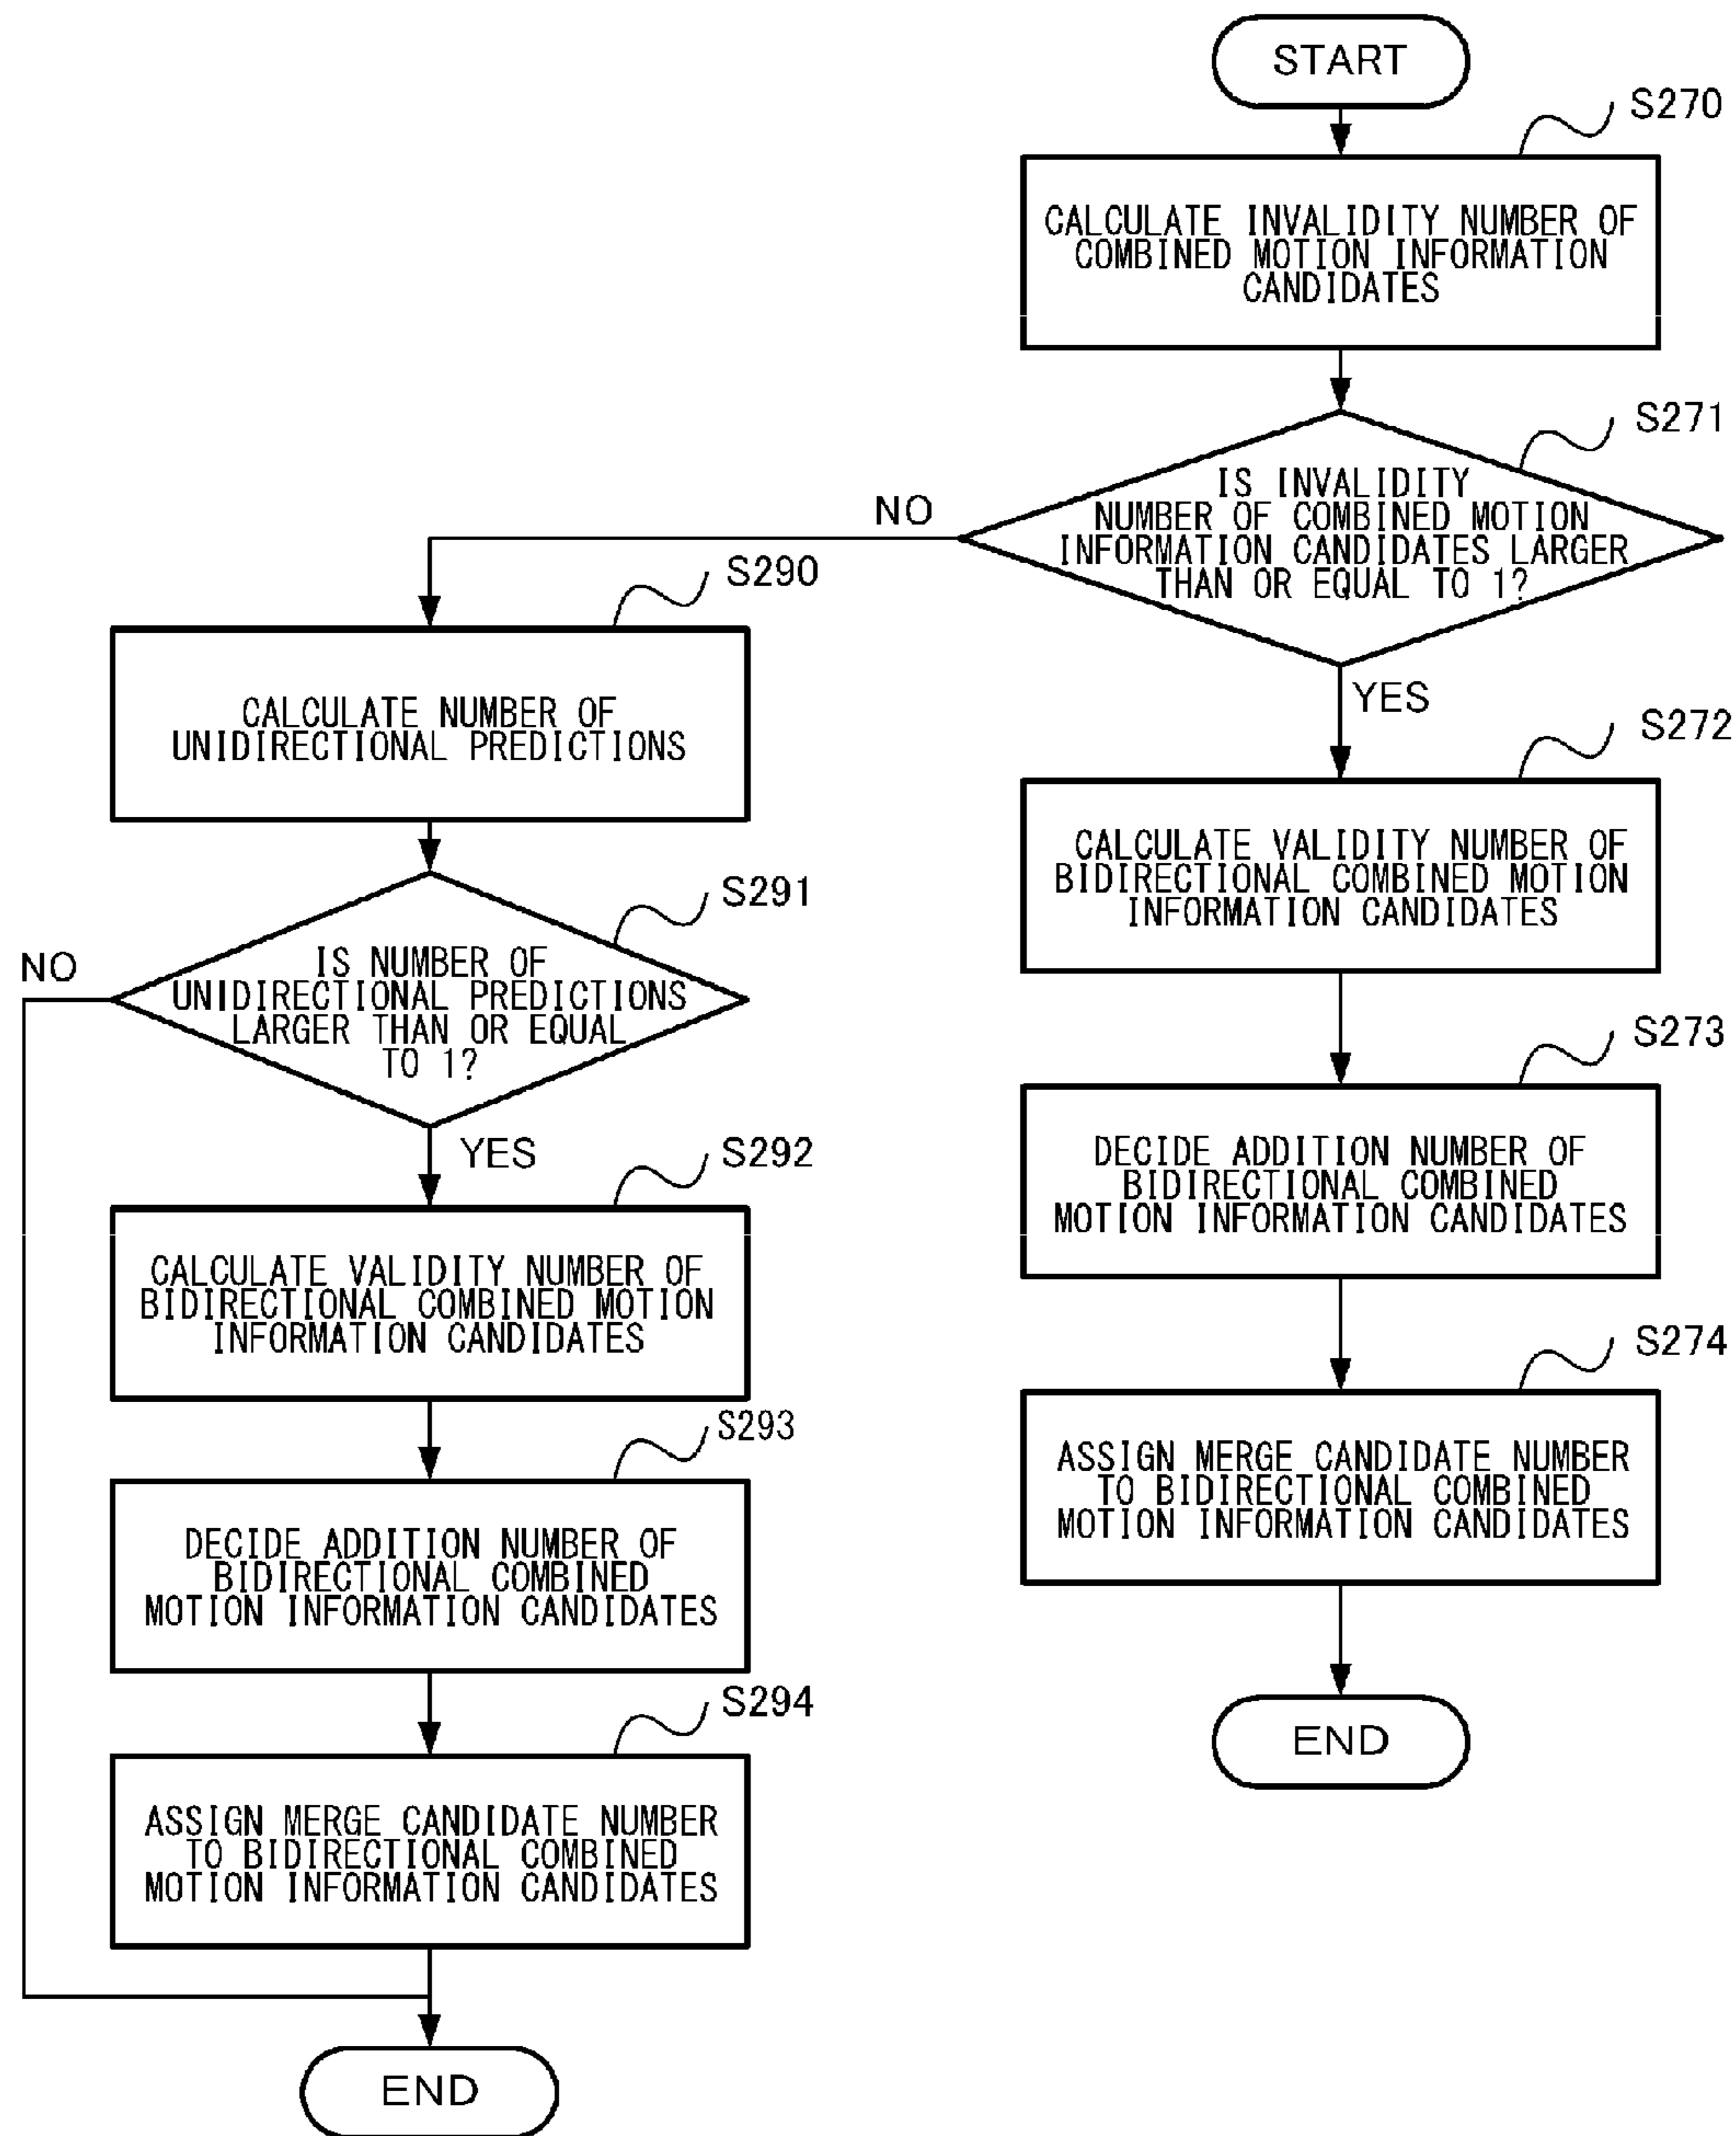 START
S270
CALCULATE INVALIDITY NUMBER OF
COMBINED MOTION INFORMATION
CANDIDATES
S271
IS INVALIDITY
NUMBER OF COMBINED MOTION
INFORMATION CANDIDATES LARGER
THAN OR EQUAL TO 1?
NO
YES
S272
CALCULATE VALIDITY NUMBER OF
BIDIRECTIONAL COMBINED MOTION
INFORMATION CANDIDATES
S273
DECIDE ADDITION NUMBER OF
BIDIRECTIONAL COMBINED
MOTION INFORMATION CANDIDATES
S274
ASSIGN MERGE CANDIDATE NUMBER
TO BIDIRECTIONAL COMBINED
MOTION INFORMATION CANDIDATES
END
S290
CALCULATE NUMBER OF
UNIDIRECTIONAL PREDICTIONS
S291
IS NUMBER OF
UNIDIRECTIONAL PREDICTIONS
LARGER THAN OR EQUAL
TO 1?
NO
YES
S292
CALCULATE VALIDITY NUMBER OF
BIDIRECTIONAL COMBINED MOTION
INFORMATION CANDIDATES
S293
DECIDE ADDITION NUMBER OF
BIDIRECTIONAL COMBINED
MOTION INFORMATION CANDIDATES
S294
ASSIGN MERGE CANDIDATE NUMBER
TO BIDIRECTIONAL COMBINED
MOTION INFORMATION CANDIDATES
END